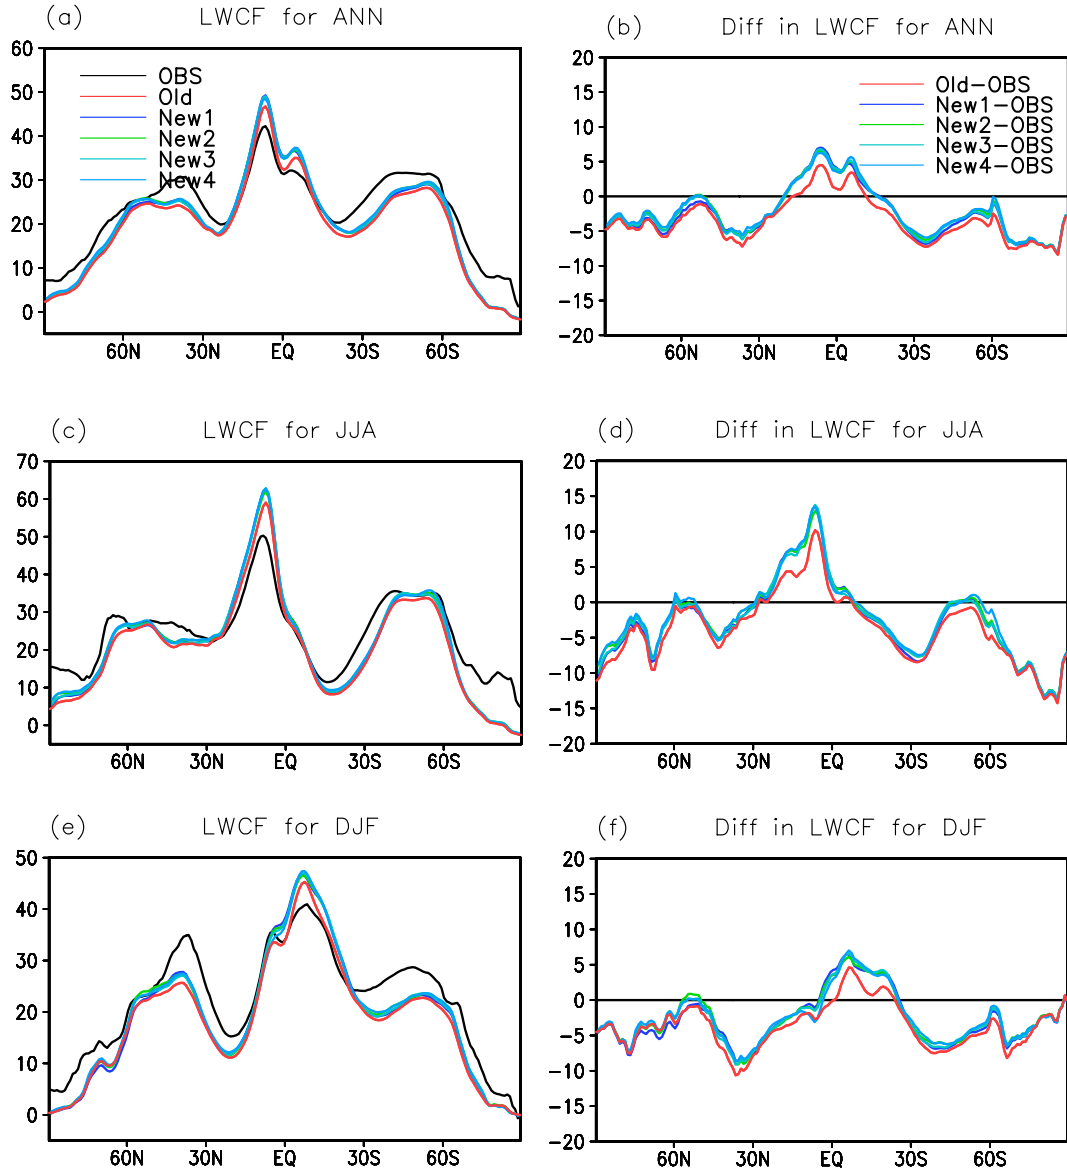 (a) LWCF for ANN
60
50
40
30
20
10
0
OBS
Old
New1
New2
New3
New4
60N 30N EQ 30S 60S
(b) Diff in LWCF for ANN
20
15
10
5
0
−5
−10
−15
−20
Old−OBS
New1−OBS
New2−OBS
New3−OBS
New4−OBS
60N 30N EQ 30S 60S
(c) LWCF for JJA
70
60
50
40
30
20
10
0
60N 30N EQ 30S 60S
(d) Diff in LWCF for JJA
20
15
10
5
0
−5
−10
−15
−20
60N 30N EQ 30S 60S
(e) LWCF for DJF
50
40
30
20
10
0
60N 30N EQ 30S 60S
(f) Diff in LWCF for DJF
20
15
10
5
0
−5
−10
−15
−20
60N 30N EQ 30S 60S